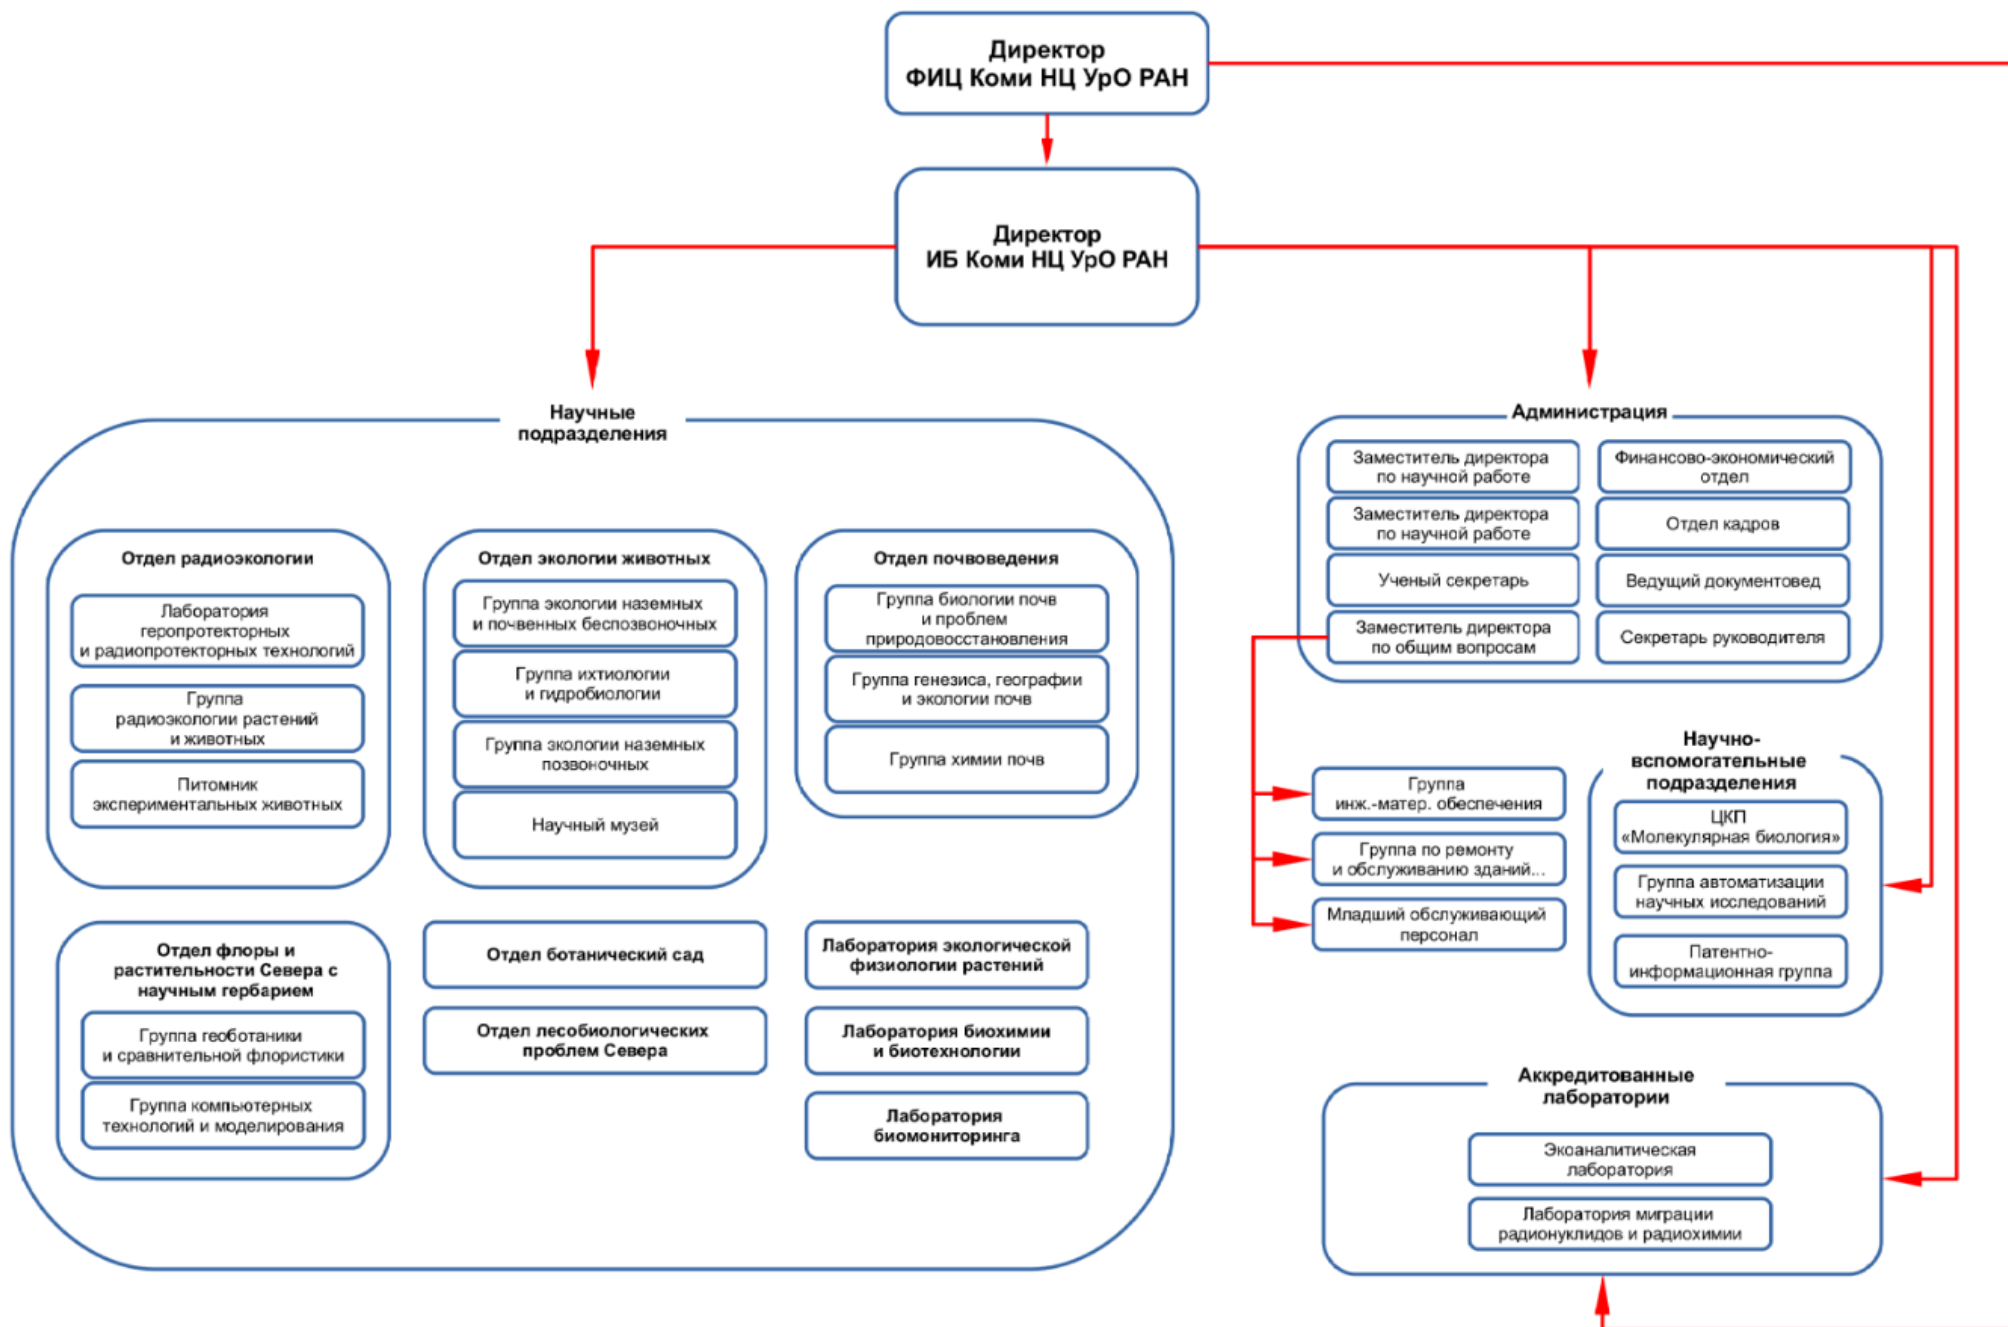 Директор
ФИЦ Коми НЦ УрО РАН
Директор
ИБ Коми НЦ УрО РАН
Научные
подразделения
Отдел радиоэкологии
Лаборатория
геропротекторных
и радиопротекторных технологий
Группа
радиоэкологии растений
и животных
Питомник
экспериментальных животных
Отдел экологии животных
Группа экологии наземных
и почвенных беспозвоночных
Группа ихтиологии
и гидробиологии
Группа экологии наземных
позвоночных
Научный музей
Отдел почвоведения
Группа биологии почв
и проблем
природовосстановления
Группа генезиса, географии
и экологии почв
Группа химии почв
Отдел флоры и
растительности Севера с
научным гербарием
Группа геоботаники
и сравнительной флористики
Группа компьютерных
технологий и моделирования
Отдел ботанический сад
Отдел лесобиологических
проблем Севера
Лаборатория экологической
физиологии растений
Лаборатория биохимии
и биотехнологии
Лаборатория
биомониторинга
Администрация
Заместитель директора
по научной работе
Заместитель директора
по научной работе
Ученый секретарь
Заместитель директора
по общим вопросам
Финансово-экономический
отдел
Отдел кадров
Ведущий документовед
Секретарь руководителя
Группа
инж.-матер. обеспечения
Группа по ремонту
и обслуживанию зданий...
Младший обслуживающий
персонал
Научно-
вспомогательные
подразделения
ЦКП
«Молекулярная биология»
Группа автоматизации
научных исследований
Патентно-
информационная группа
Аккредитованные
лаборатории
Экоаналитическая
лаборатория
Лаборатория миграции
радионуклидов и радиохимии